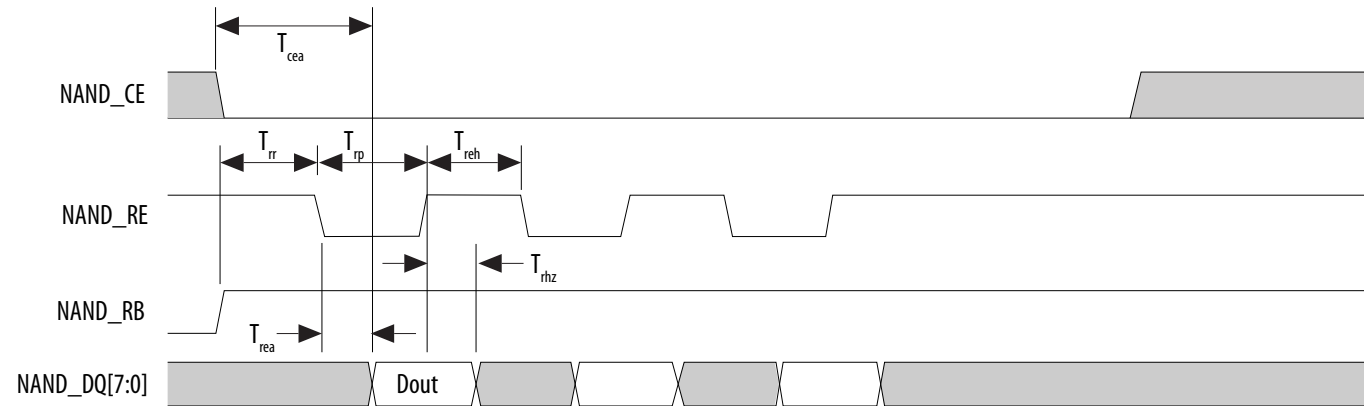 Tcea
NAND_CE
Trr Trp Treh
NAND_RE
Trhz
NAND_RB
Trea
NAND_DQ[7:0] Dout